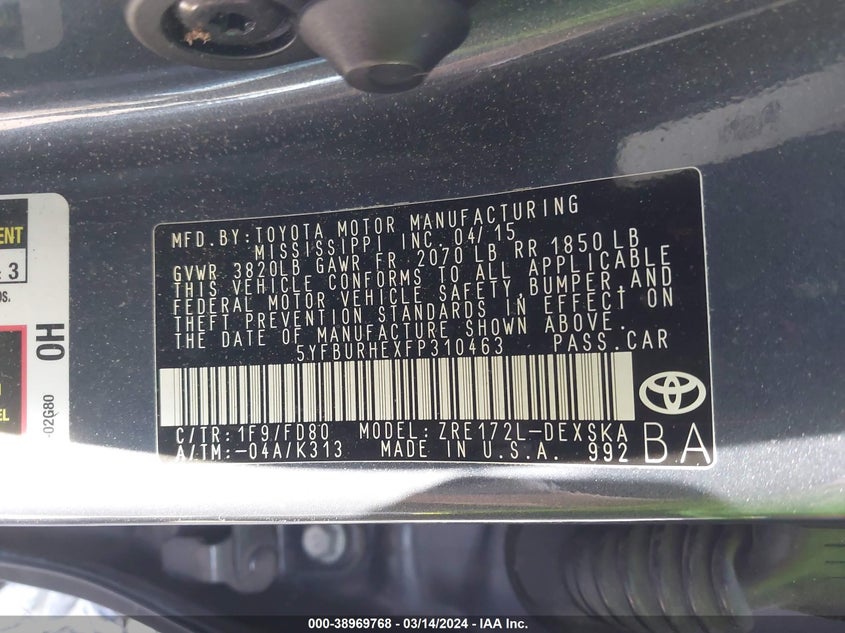 MFD. BY: TOYOTA MOTOR MANUFACTURING
MISSISSIPPI INC. 04/15
GVWR 3820LB GAWR FR 2070 LB RR 1850 LB
THIS VEHICLE CONFORMS TO ALL APPLICABLE
FEDERAL MOTOR VEHICLE SAFETY, BUMPER, AND
THEFT PREVENTION STANDARDS IN EFFECT ON
THE DATE OF MANUFACTURE SHOWN ABOVE.
5YFBURHEXFP310463 PASS. CAR
C/TR: 1F9/FD80 MODEL: ZRE172L-DEXSKA
A/TM: -04A/K313 MADE IN U.S.A. 992
BA
3
OH
02G80
000-38969768 - 03/14/2024 - IAA Inc.